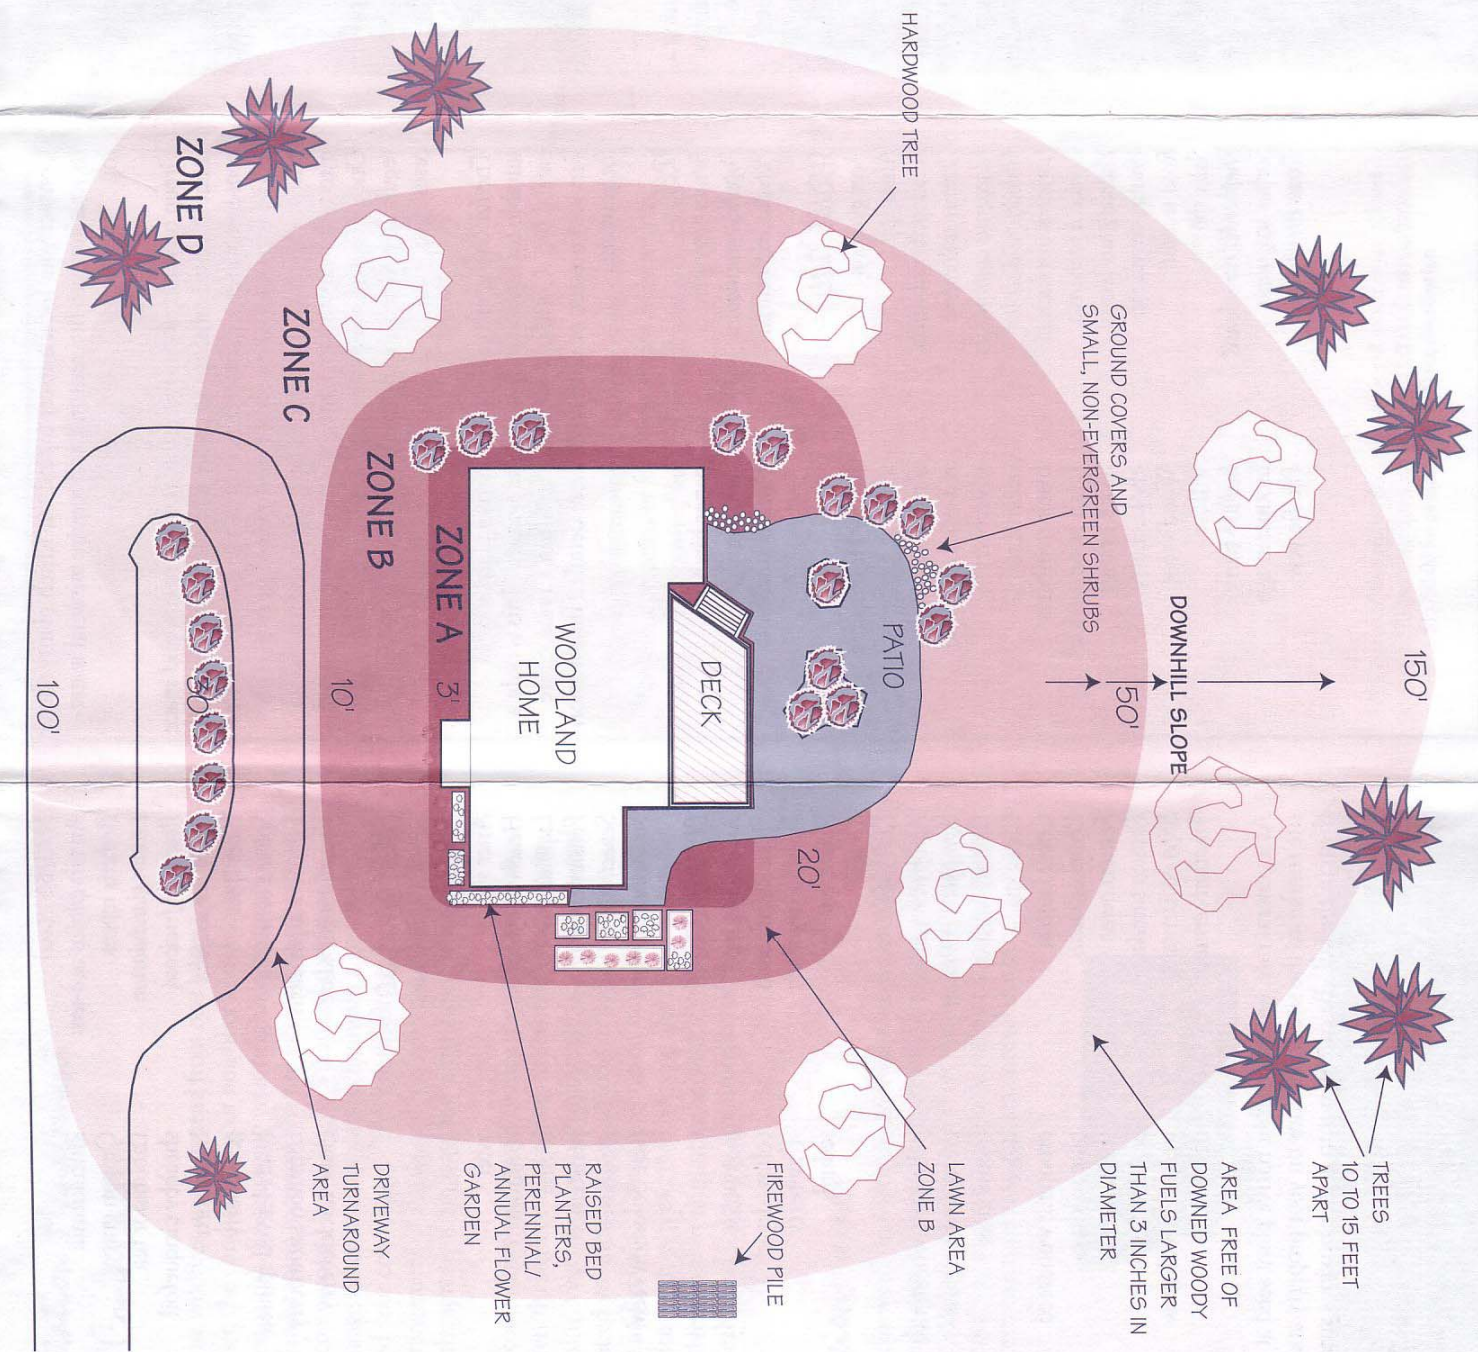 150'
TREES
10 TO 15 FEET
APART
AREA FREE OF
DOWNED WOODY
FUELS LARGER
THAN 3 INCHES IN
DIAMETER
DOWNHILL SLOPE
50'
GROUND COVERS AND
SMALL, NON-EVERGREEN SHRUBS
HARDWOOD TREE
PATIO
20'
LAWN AREA
ZONE B
FIREWOOD PILE
DECK
WOODLAND
HOME
RAISED BED
PLANTERS,
PERENNIAL/
ANNUAL FLOWER
GARDEN
ZONE A
3'
ZONE B
10'
DRIVEWAY
TURNAROUND
AREA
ZONE C
30'
ZONE D
100'